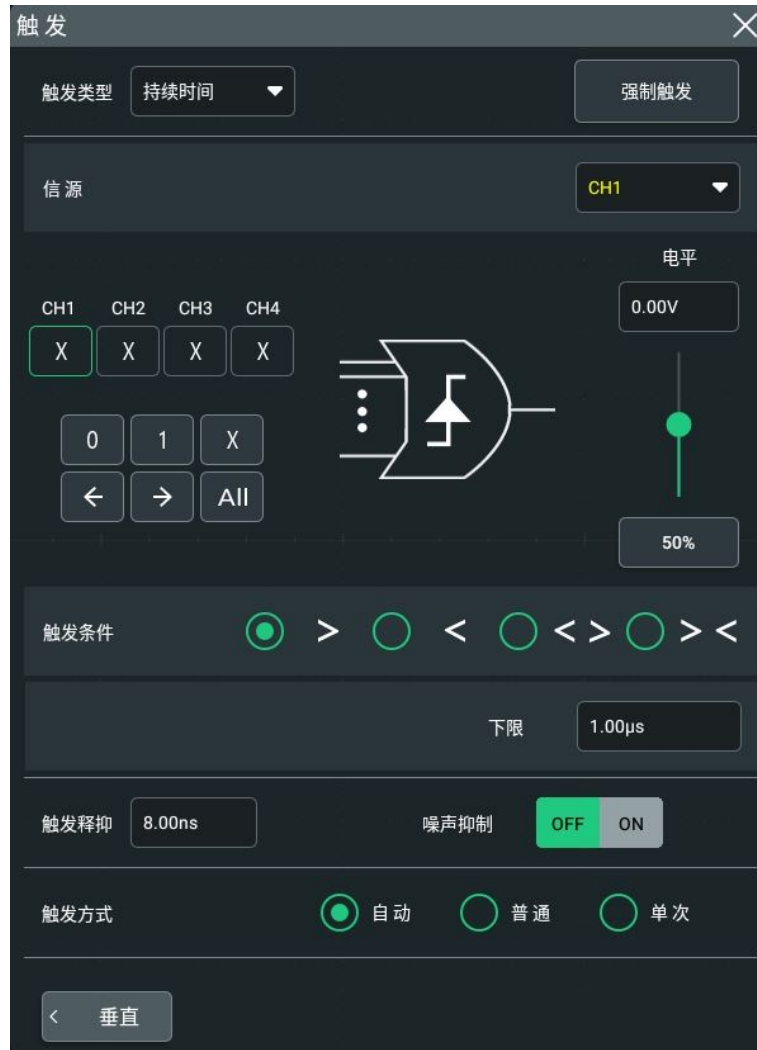 触发
触发类型 持续时间 强制触发
信源 CH1
电平
CH1 CH2 CH3 CH4 0.00V
X X X X
0 1 X
← → All
50%
触发条件 > < < > > <
下限 1.00μs
触发释抑 8.00ns 噪声抑制 OFF ON
触发方式 自动 普通 单次
< 垂直